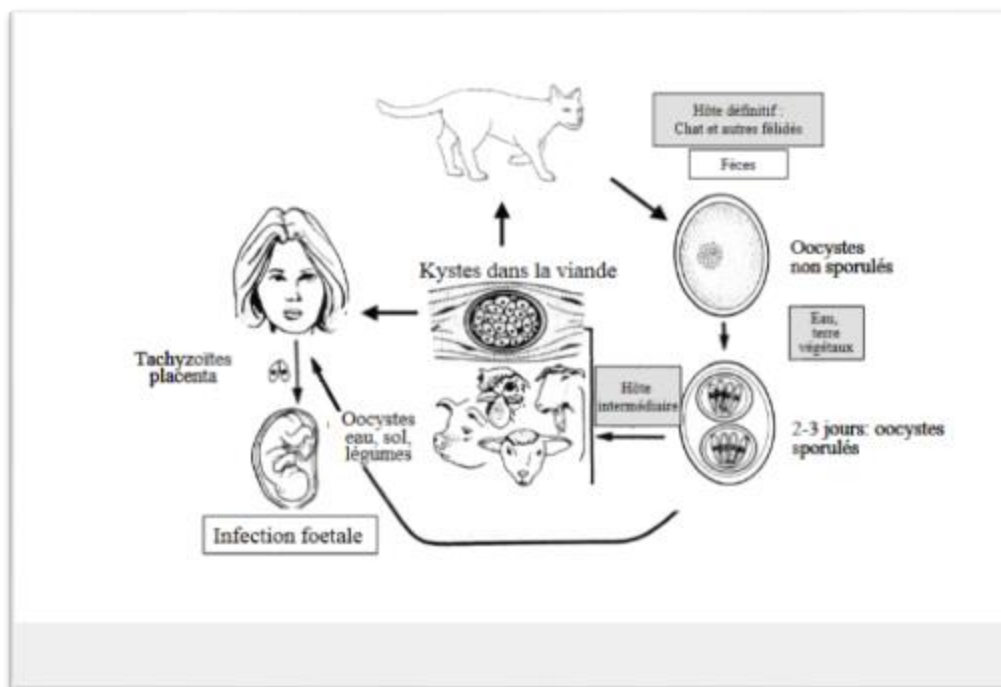 Hôte définitif :
Chat et autres félidés
Fèces
Oocystes
non sporulés
Kystes dans la viande
Eau,
terre
végétaux
Tachyzoïtes
placenta
Hôte
intermédiaire
Oocystes
eau, sol,
légumes
2-3 jours: oocystes
sporulés
Infection foetale